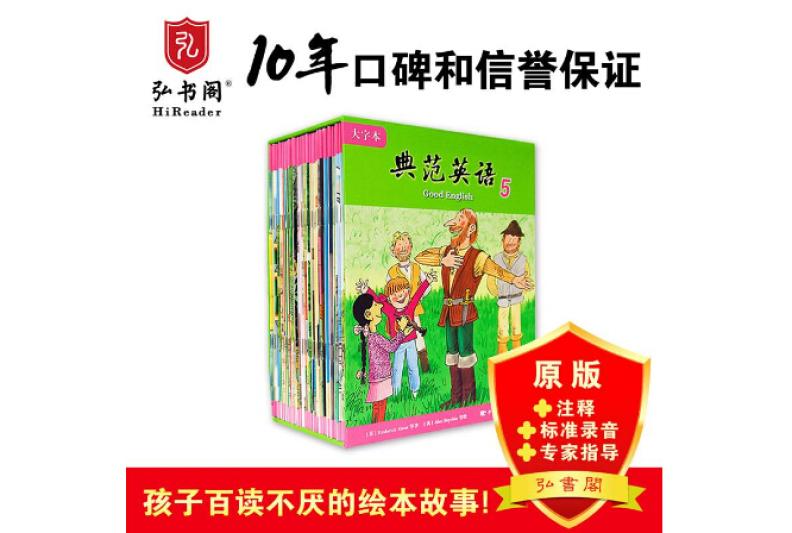 弘
弘书阁®
HiReader
10年口碑和信誉保证
大字本
典范英语5
Good English
原版
+注释
+标准录音
+专家指导
弘書閣
孩子百读不厌的绘本故事!